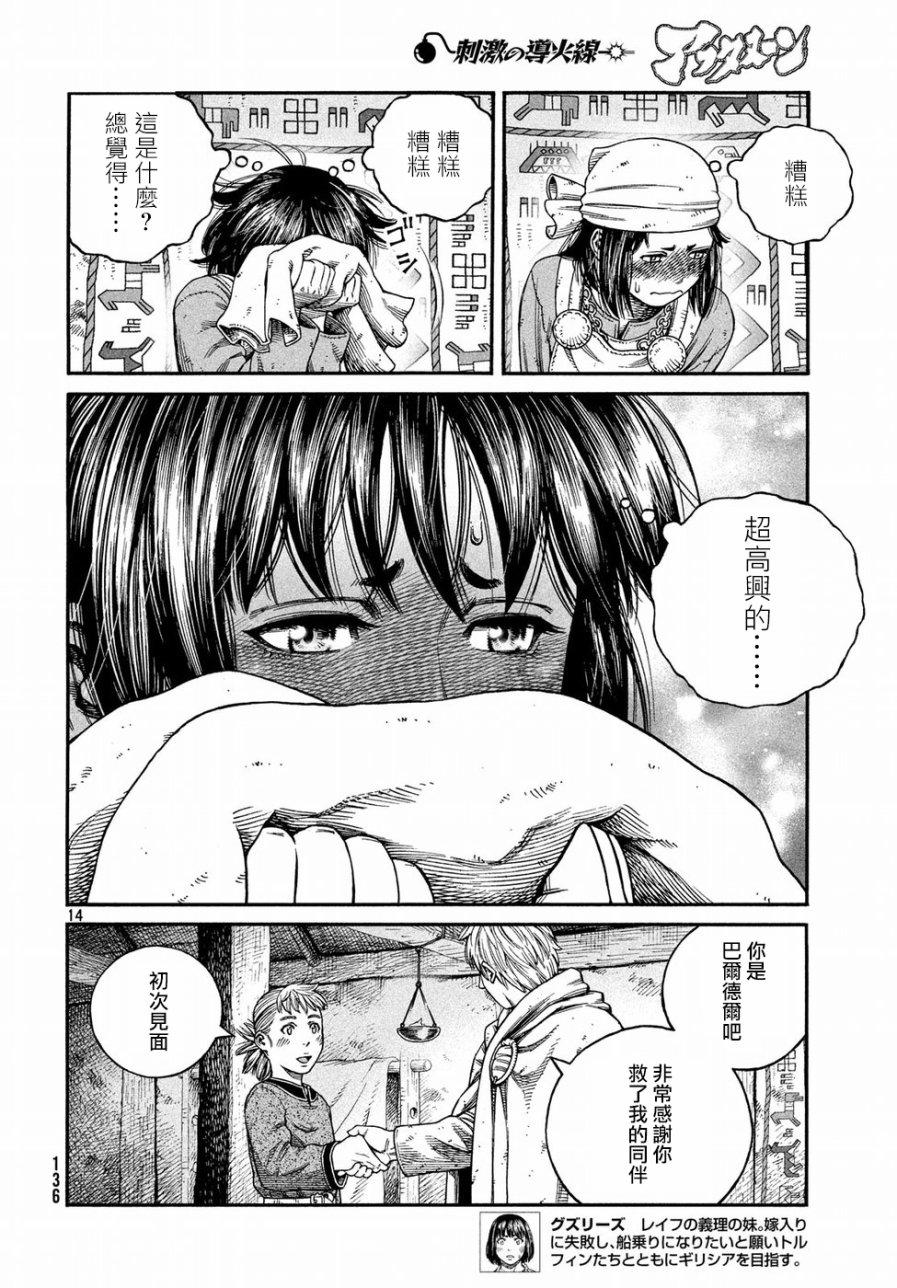 刺激の導火線
アフタヌーン
糟糕
糟糕
糟糕
ゴシ
這是什麼?
總覺得……
超高興的……
14
你是
巴爾德爾吧
非常感謝你
救了我的同伴
初次見面
136
グズリーズ　レイフの義理の妹。嫁入り
に失敗し、船乗りになりたいと願いトル
フィンたちとともにギリシアを目指す。